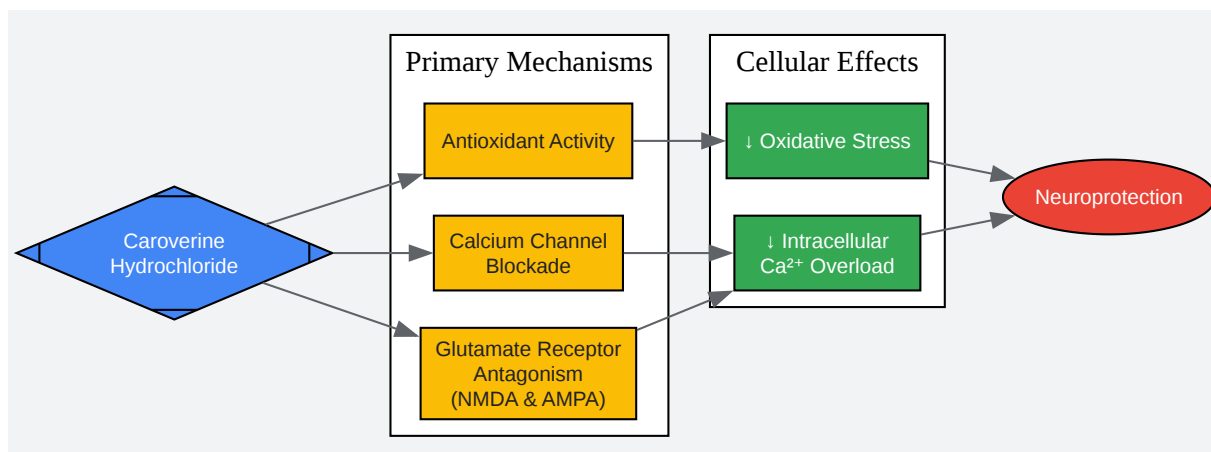 Primary Mechanisms
Cellular Effects
Antioxidant Activity
↓ Oxidative Stress
Neuroprotection
Caroverine
Hydrochloride
Calcium Channel
Blockade
↓ Intracellular
Ca²⁺ Overload
Glutamate Receptor
Antagonism
(NMDA & AMPA)